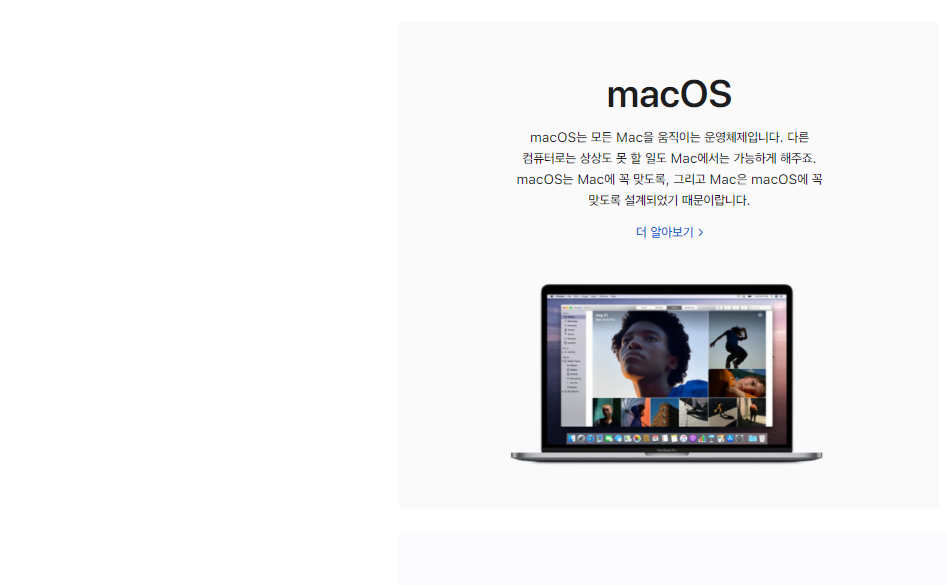 macOS
macOS는 모든 Mac을 움직이는 운영체제입니다. 다른
컴퓨터로는 상상도 못 할 일도 Mac에서는 가능하게 해주죠.
macOS는 Mac에 꼭 맞도록, 그리고 Mac은 macOS에 꼭
맞도록 설계되었기 때문이랍니다.
더 알아보기 >
MacBook Pro